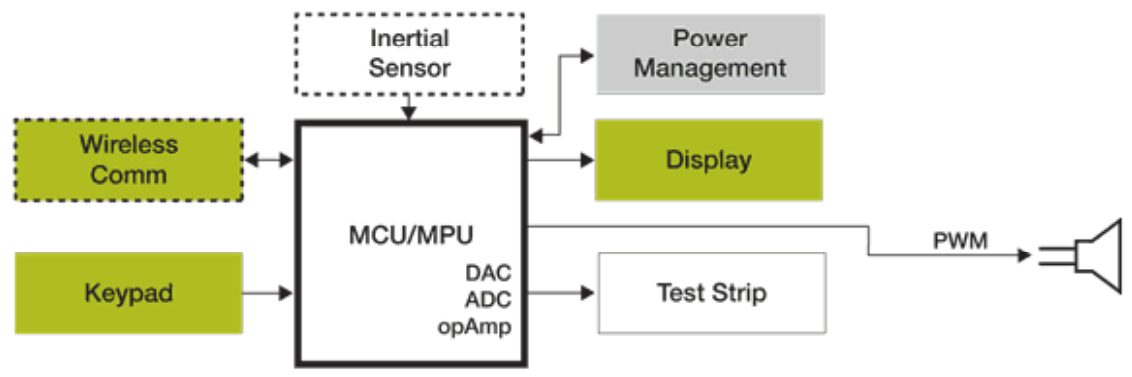 Inertial
Sensor
Power
Management
Wireless
Comm
Display
MCU/MPU
PWM
DAC
ADC
opAmp
Keypad
Test Strip